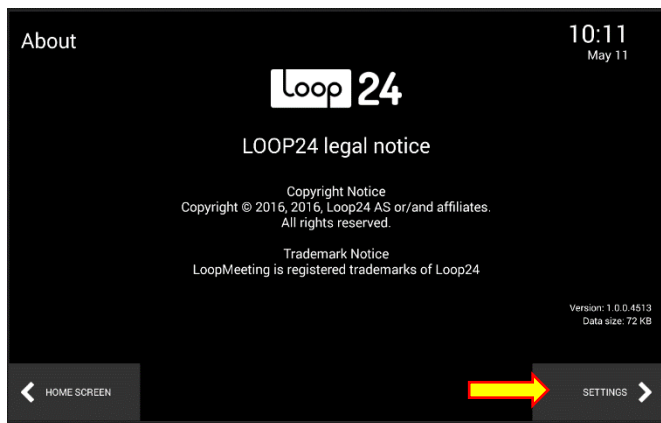 About
10:11
May 11
Loop 24
LOOP24 legal notice
Copyright Notice
Copyright © 2016, 2016, Loop24 AS or/and affiliates.
All rights reserved.
Trademark Notice
LoopMeeting is registered trademarks of Loop24
Version: 1.0.0.4513
Data size: 72 KB
HOME SCREEN
SETTINGS